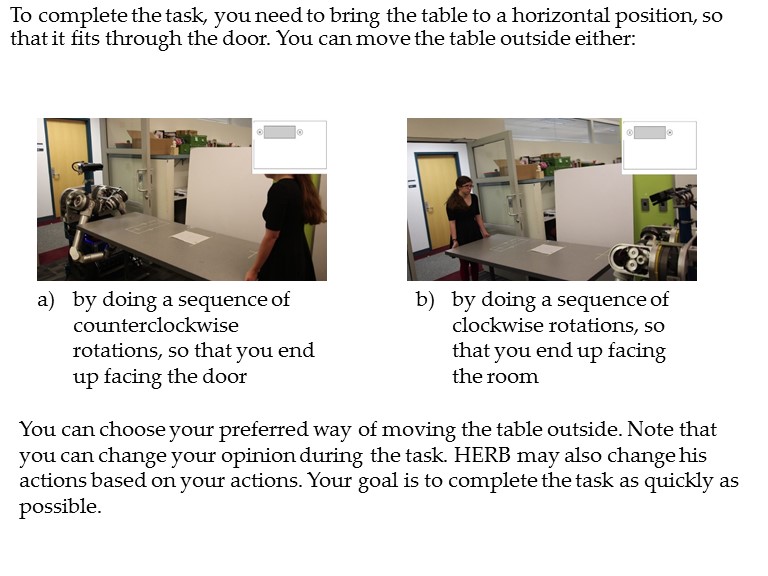 To complete the task, you need to bring the table to a horizontal position, so
that it fits through the door. You can move the table outside either:
a) by doing a sequence of
counterclockwise
rotations, so that you end
up facing the door
b) by doing a sequence of
clockwise rotations, so
that you end up facing
the room
You can choose your preferred way of moving the table outside. Note that
you can change your opinion during the task. HERB may also change his
actions based on your actions. Your goal is to complete the task as quickly as
possible.